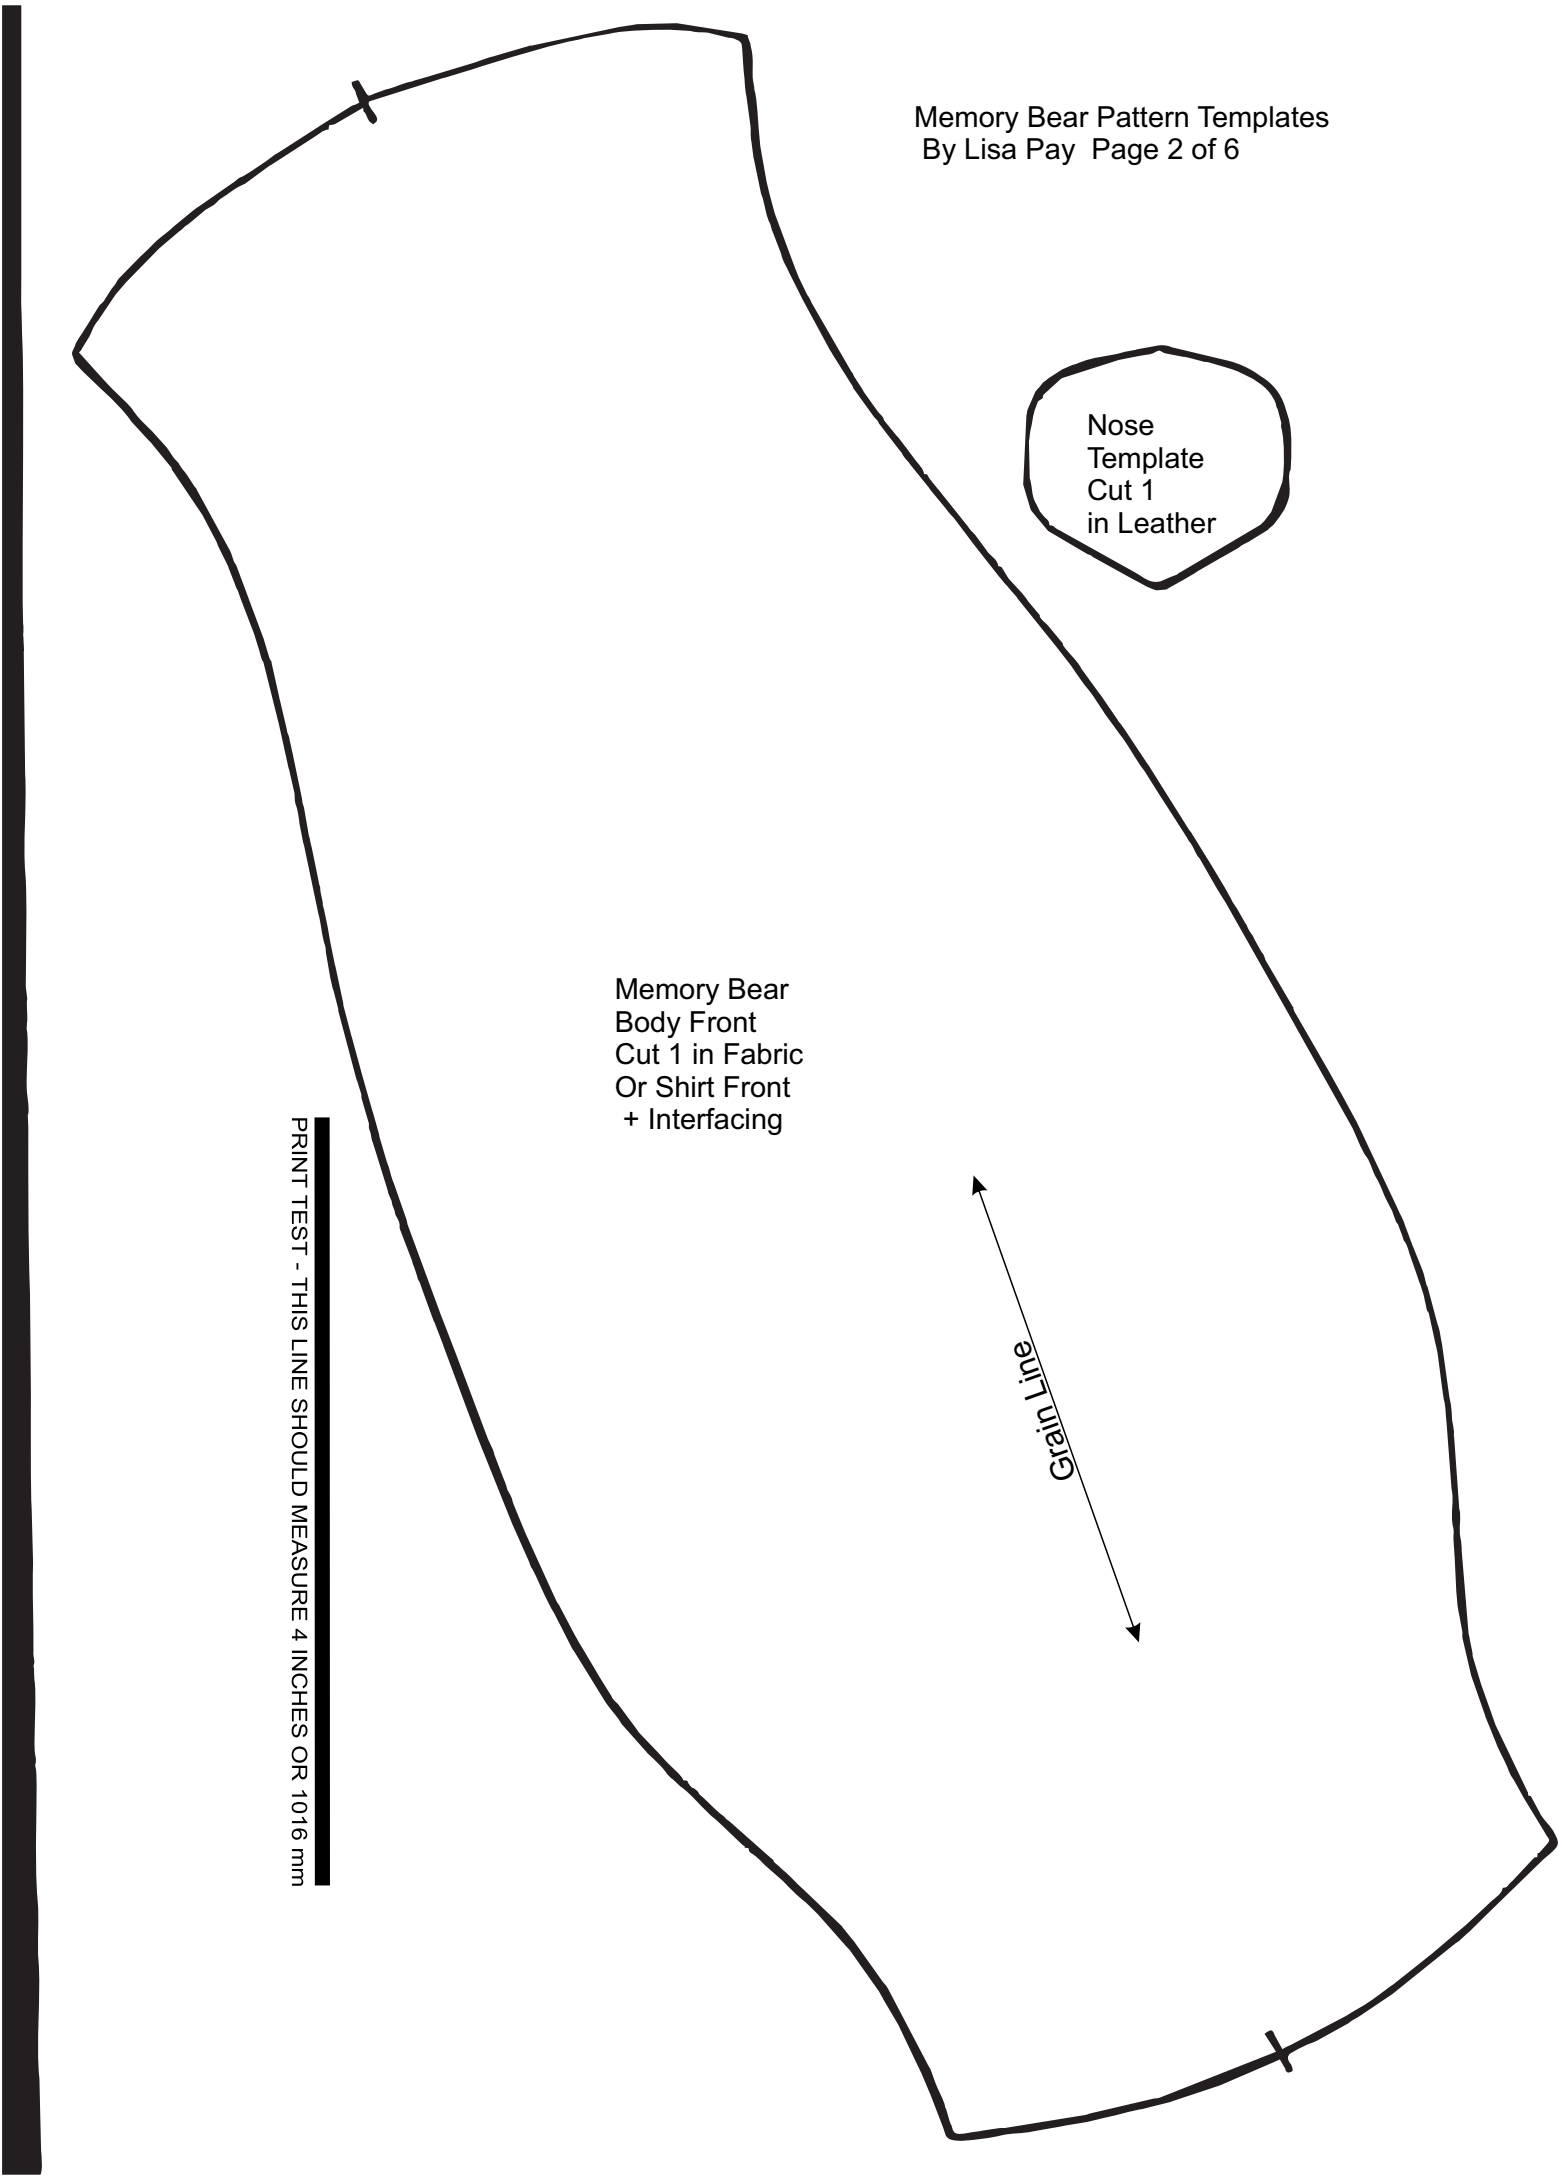 Memory Bear Pattern Templates
By Lisa Pay Page 2 of 6
Nose
Template
Cut 1
in Leather
Memory Bear
Body Front
Cut 1 in Fabric
Or Shirt Front
+ Interfacing
PRINT TEST - THIS LINE SHOULD MEASURE 4 INCHES OR 1016 mm
Grain Line